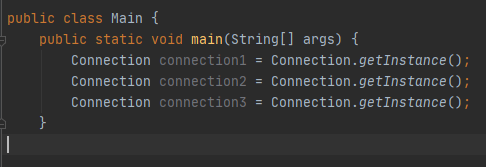 public class Main {
    public static void main(String[] args) {
        Connection connection1 = Connection.getInstance();
        Connection connection2 = Connection.getInstance();
        Connection connection3 = Connection.getInstance();
    }